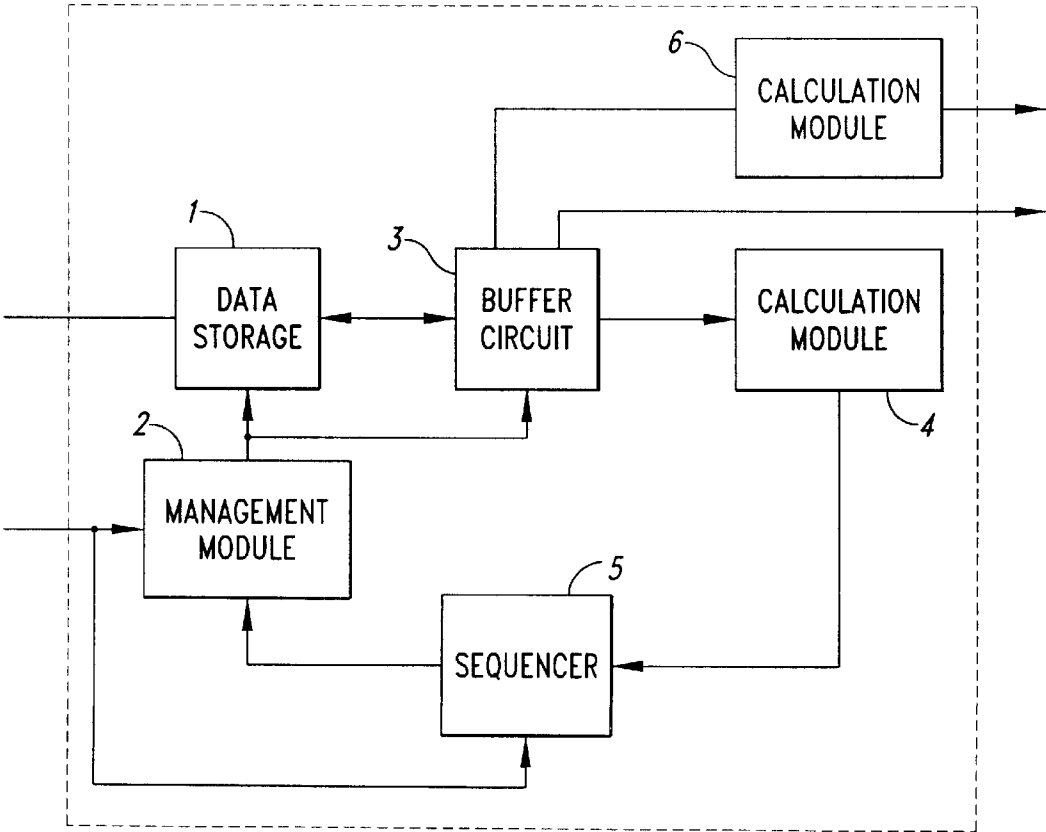 6
CALCULATION
MODULE
1
DATA
STORAGE
3
BUFFER
CIRCUIT
CALCULATION
MODULE
4
2
MANAGEMENT
MODULE
5
SEQUENCER